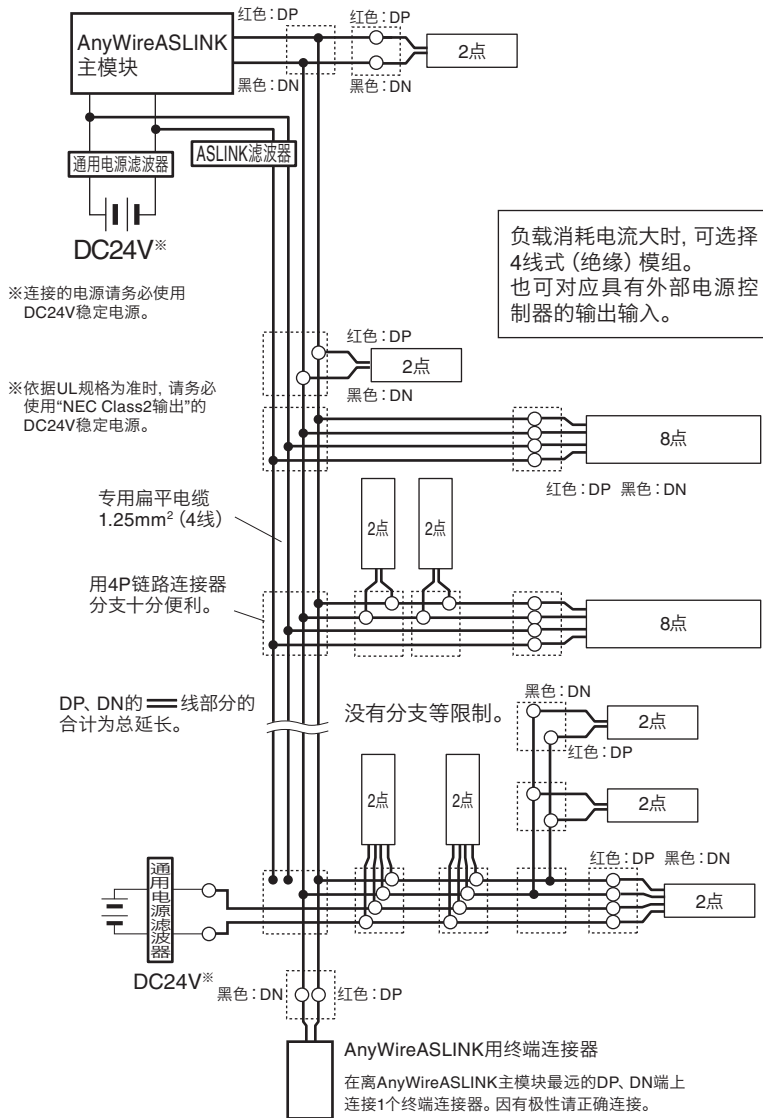 红色：DP
红色：DP
AnyWireASLINK
主模块
2点
黑色：DN
黑色：DN
通用电源滤波器
ASLINK滤波器
DC24V※
负载消耗电流大时, 可选择
4线式 (绝缘) 模组。
也可对应具有外部电源控
制器的输出输入。
※连接的电源请务必使用
DC24V稳定电源。
红色：DP
2点
黑色：DN
※依据UL规格为准时, 请务必
使用“NEC Class2输出”的
DC24V稳定电源。
8点
红色：DP 黑色：DN
专用扁平电缆
1.25mm² (4线)
2点
2点
用4P链路连接器
分支十分便利。
8点
DP、DN的 线部分的
合计为总延长。
没有分支等限制。
黑色：DN
2点
红色：DP
2点
2点
2点
红色：DP 黑色：DN
2点
通用电源滤波器
DC24V※
黑色：DN
红色：DP
AnyWireASLINK用终端连接器
在离AnyWireASLINK主模块最远的DP、DN端上
连接1个终端连接器。因有极性请正确连接。